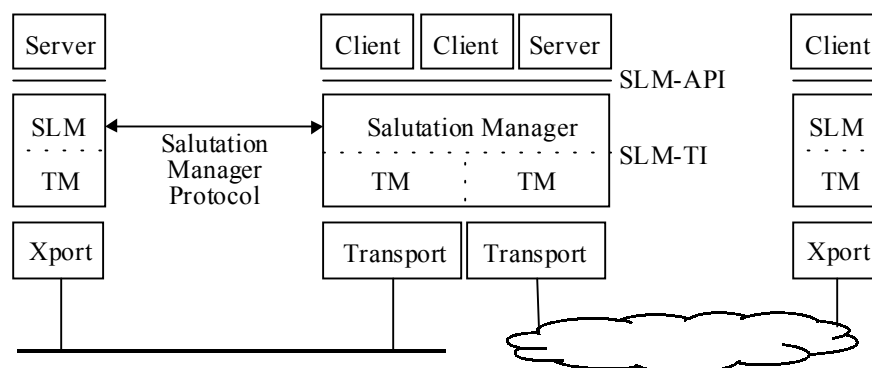 Server
Client
Client
Server
Client
SLM-API
SLM
Salutation Manager
SLM
Salutation
Manager
Protocol
SLM-TI
TM
TM
TM
TM
Xport
Transport
Transport
Xport